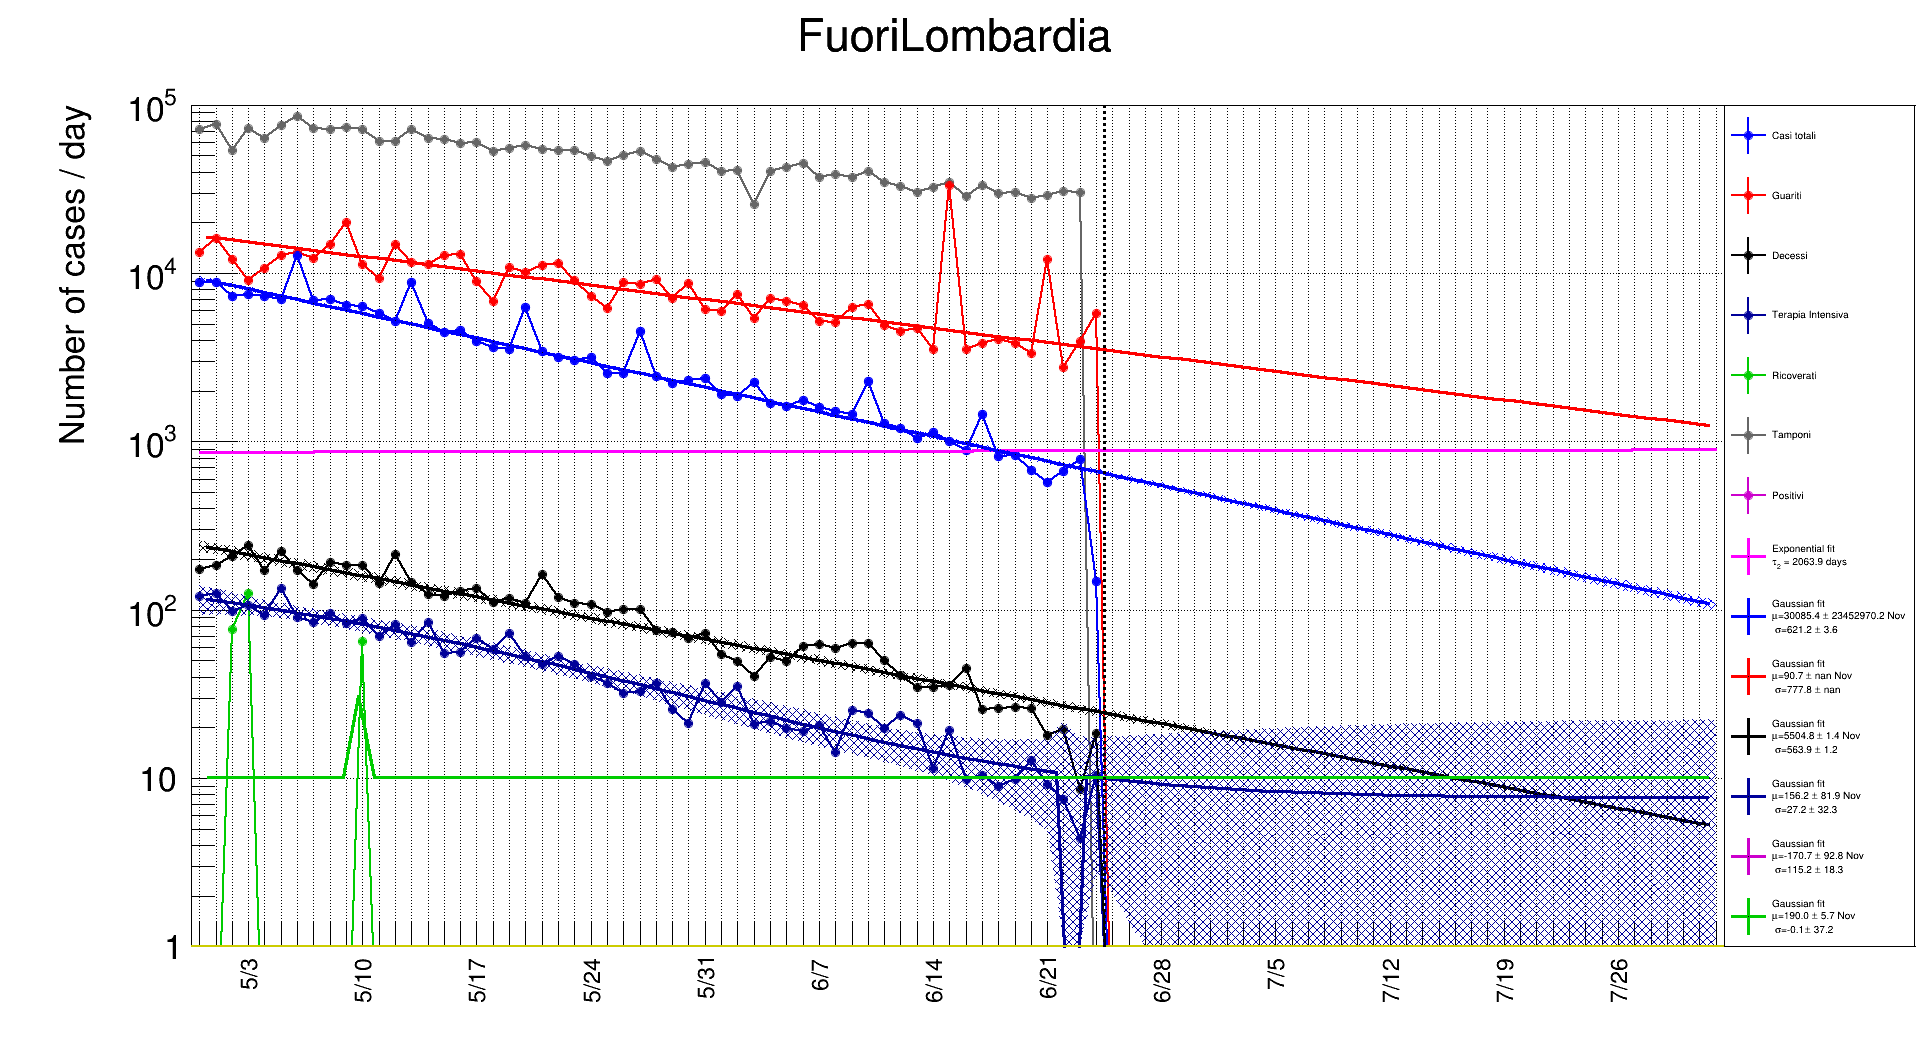 FuoriLombardia
Number of cases / day
10^5
10^4
10^3
10^2
10
1
5/3
5/10
5/17
5/24
5/31
6/7
6/14
6/21
6/28
7/5
7/12
7/19
7/26
Casi totali
Guariti
Decessi
Terapia Intensiva
Ricoverati
Tamponi
Positivi
Exponential fit
τ_2 = 2063.9 days
Gaussian fit
μ=30085.4 ± 23452970.2 Nov
σ=621.2 ± 3.6
Gaussian fit
μ=90.7 ± nan Nov
σ=777.8 ± nan
Gaussian fit
μ=5504.8 ± 1.4 Nov
σ=563.9 ± 1.2
Gaussian fit
μ=156.2 ± 81.9 Nov
σ=27.2 ± 32.3
Gaussian fit
μ=-170.7 ± 92.8 Nov
σ=115.2 ± 18.3
Gaussian fit
μ=190.0 ± 5.7 Nov
σ=-0.1 ± 37.2